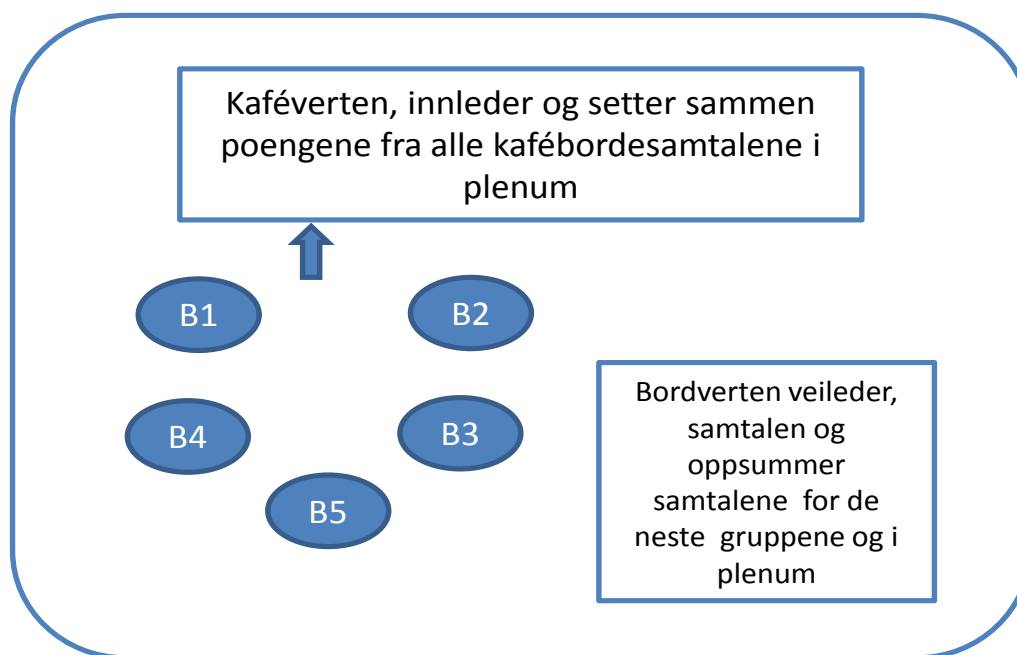 Kaféverten, innleder og setter sammen
poengene fra alle kafébordesamtalene i
plenum
B1
B2
B4
B3
B5
Bordverten veileder,
samtalen og
oppsummer
samtalene for de
neste gruppene og i
plenum